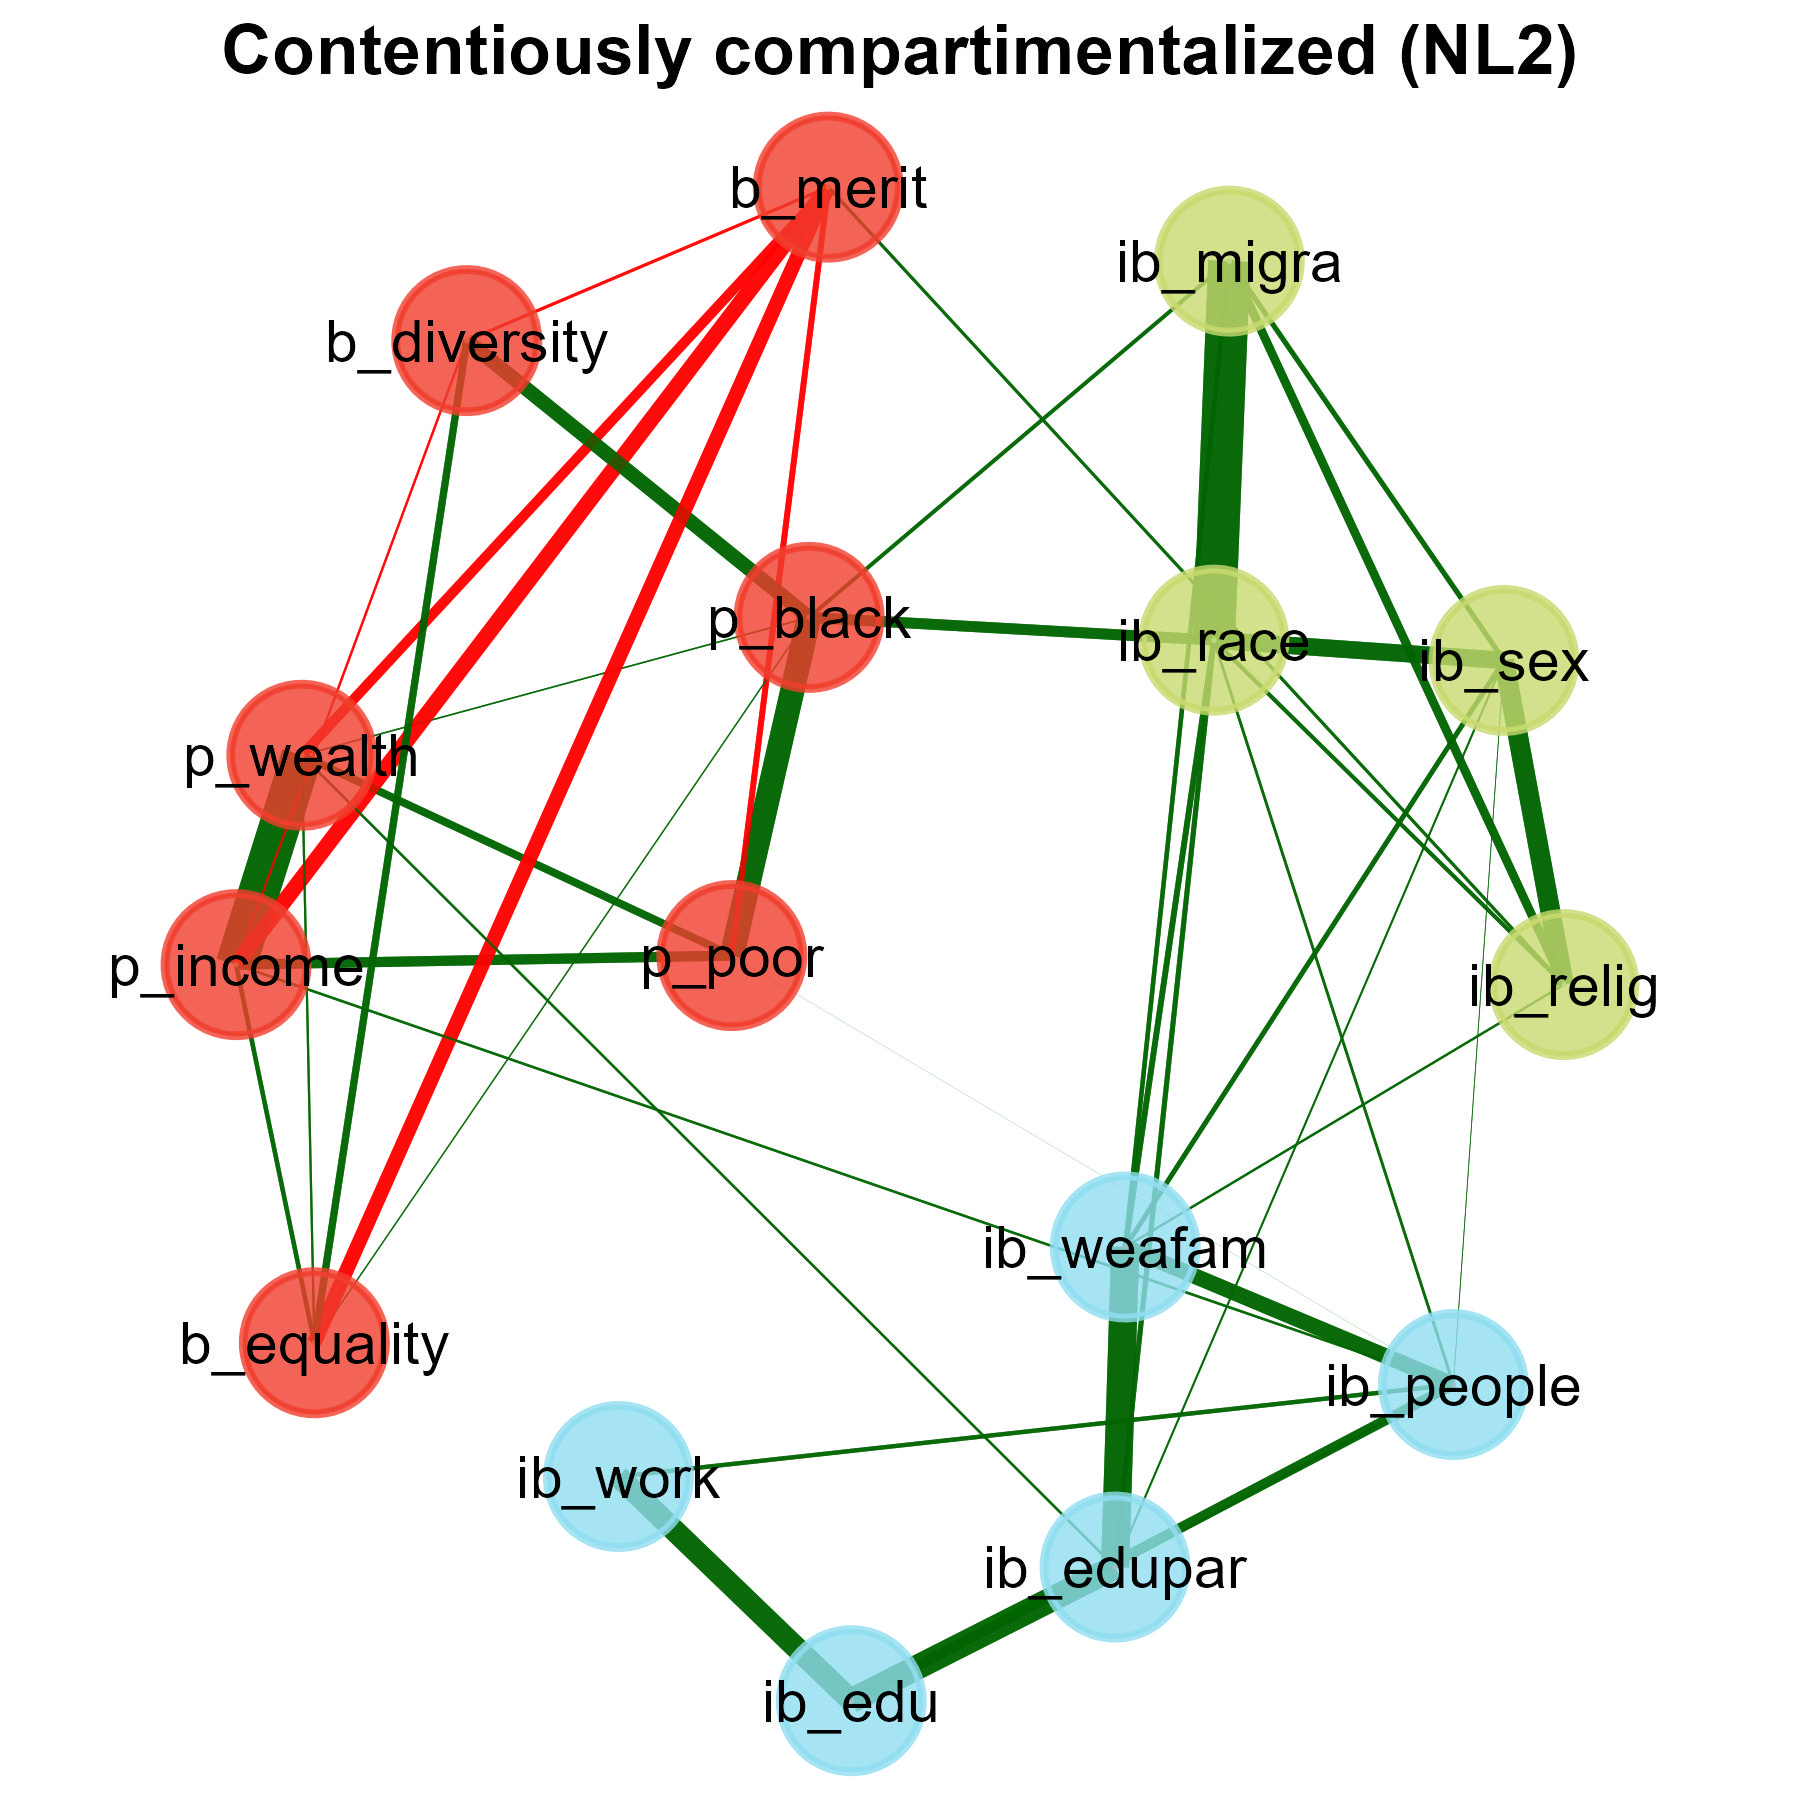 Contentiously compartimentalized (NL2)
b_merit
ib_migra
b_diversity
p_black
ib_race
ib_sex
p_wealth
p_income
p_poor
ib_relig
ib_weafam
b_equality
ib_people
ib_work
ib_edupar
ib_edu